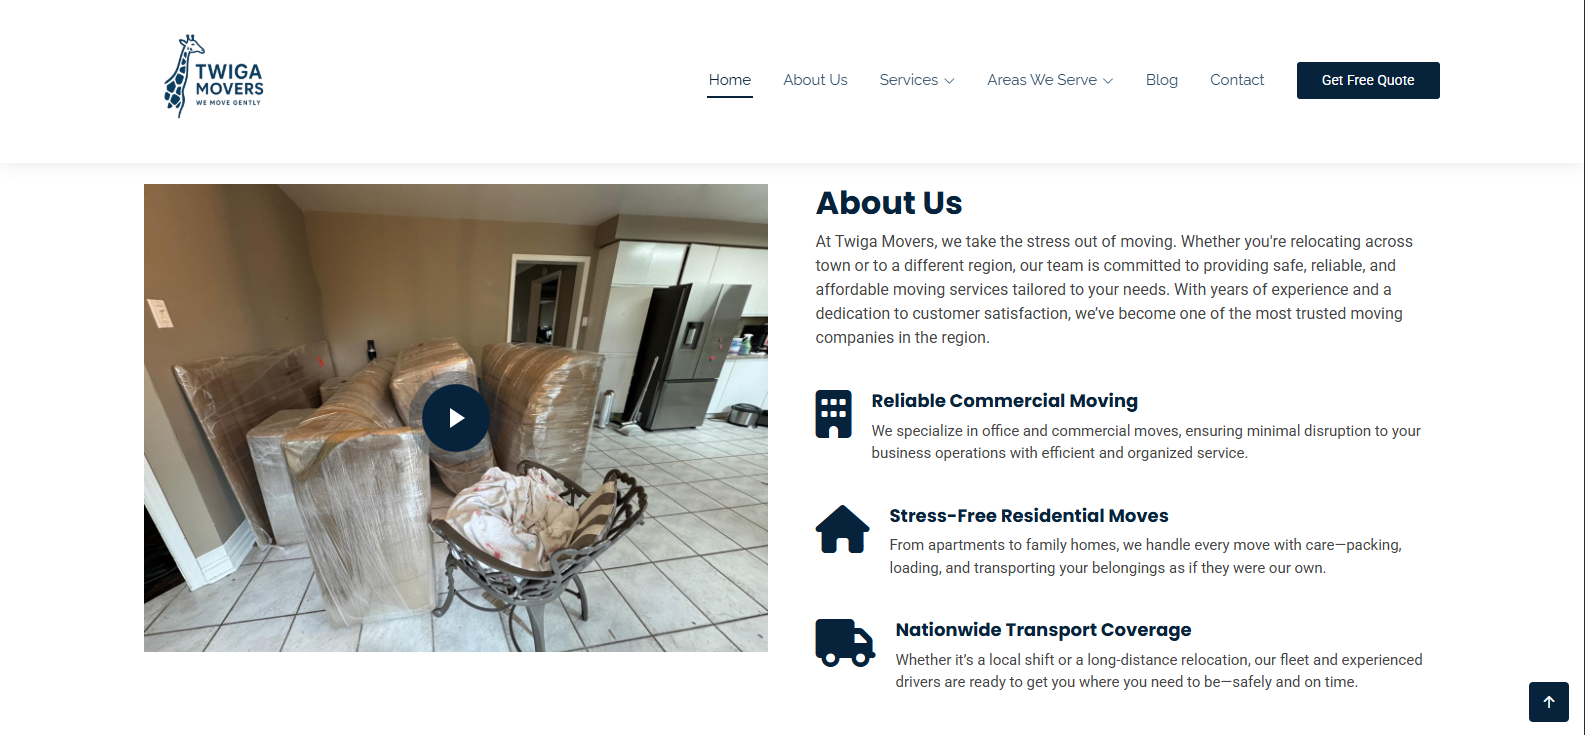 TWIGA
MOVERS
WE MOVE GENTLY
Home
About Us
Services
Areas We Serve
Blog
Contact
Get Free Quote
About Us
At Twiga Movers, we take the stress out of moving. Whether you're relocating across
town or to a different region, our team is committed to providing safe, reliable, and
affordable moving services tailored to your needs. With years of experience and a
dedication to customer satisfaction, we’ve become one of the most trusted moving
companies in the region.
Reliable Commercial Moving
We specialize in office and commercial moves, ensuring minimal disruption to your
business operations with efficient and organized service.
Stress-Free Residential Moves
From apartments to family homes, we handle every move with care—packing,
loading, and transporting your belongings as if they were our own.
Nationwide Transport Coverage
Whether it’s a local shift or a long-distance relocation, our fleet and experienced
drivers are ready to get you where you need to be—safely and on time.